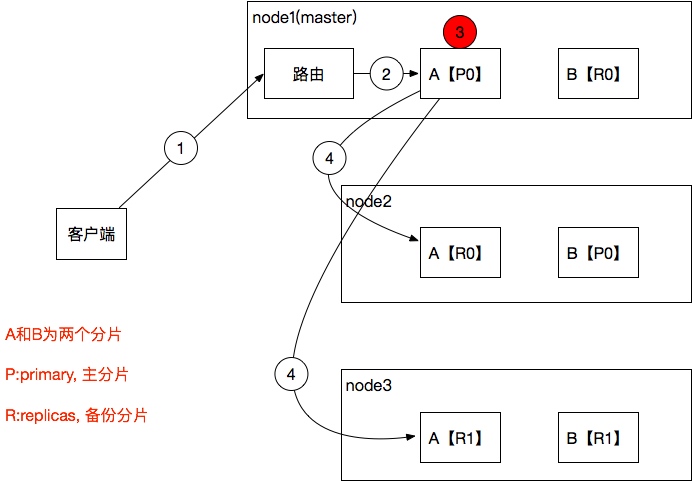 node1(master)
3
路由
2
A【P0】
B【R0】
1
4
node2
客户端
A【R0】
B【P0】
A和B为两个分片
P:primary, 主分片
4
node3
R:replicas, 备份分片
A【R1】
B【R1】